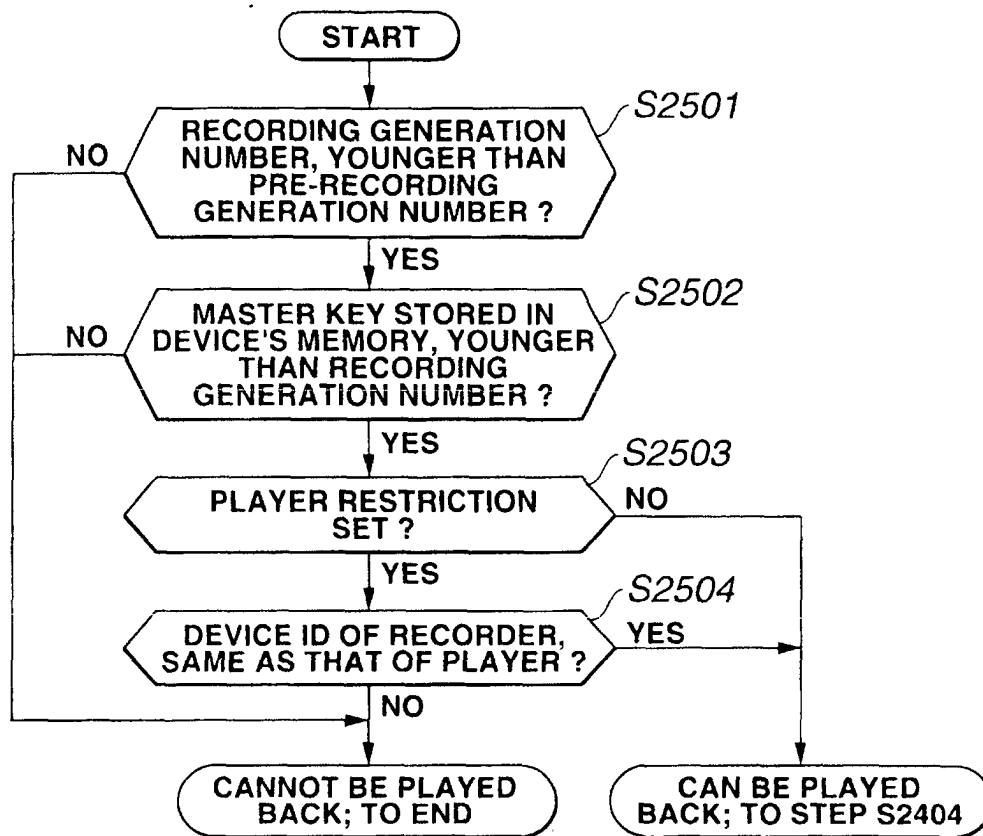 START
S2501
RECORDING GENERATION
NUMBER, YOUNGER THAN
PRE-RECORDING
GENERATION NUMBER ?
NO
YES
S2502
MASTER KEY STORED IN
DEVICE'S MEMORY, YOUNGER
THAN RECORDING
GENERATION NUMBER ?
NO
YES
S2503
PLAYER RESTRICTION
SET ?
NO
YES
S2504
DEVICE ID OF RECORDER,
SAME AS THAT OF PLAYER ?
YES
NO
CANNOT BE PLAYED
BACK; TO END
CAN BE PLAYED
BACK; TO STEP S2404